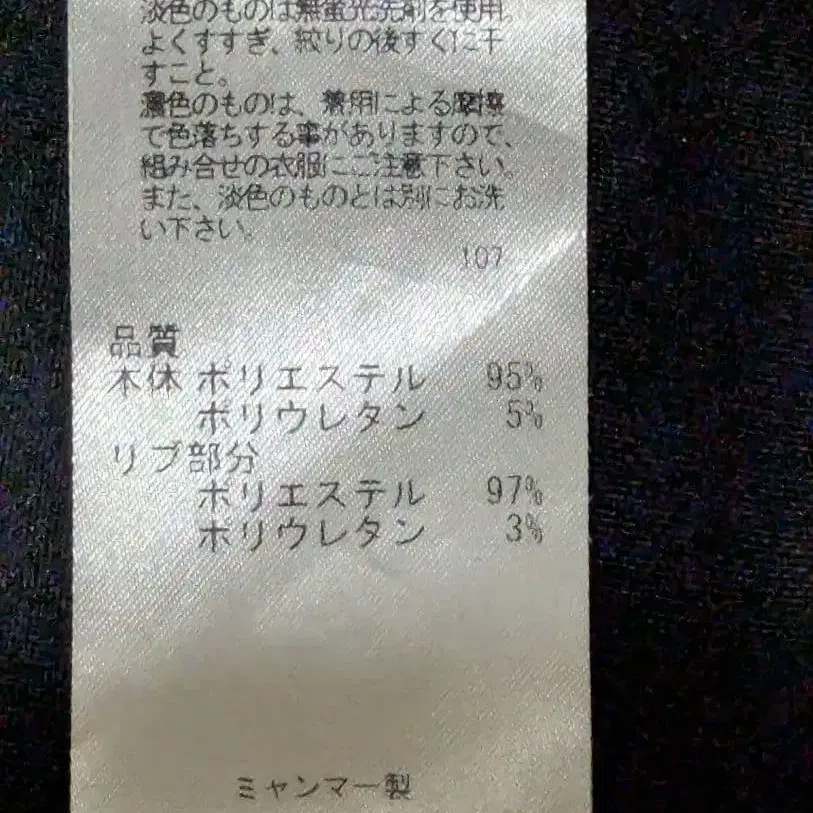 淡色のものは無蛍光洗剤を使用。
よくすすぎ、絞りの後すぐに干
すこと。
濃色のものは、着用による摩擦
で色落ちする事がありますので、
組み合せの衣服にご注意下さい。
また、淡色のものとは別にお洗
い下さい。
107
品質
本体 ポリエステル 95%
ポリウレタン 5%
リブ部分
ポリエステル 97%
ポリウレタン 3%
ミャンマー製